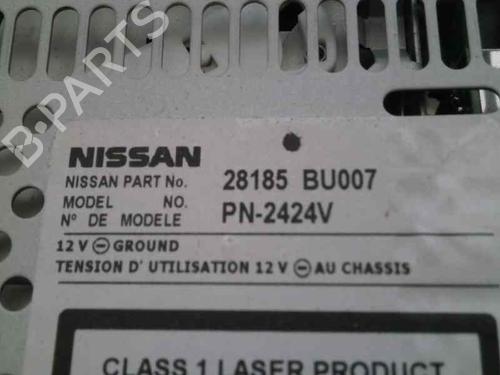 B-PARTS
NISSAN
NISSAN PART No. 28185 BU007
MODEL NO. PN-2424V
Nº DE MODELE
12 V ⊖ GROUND
TENSION D' UTILISATION 12 V ⊖ AU CHASSIS
CLASS 1 LASER PRODUCT